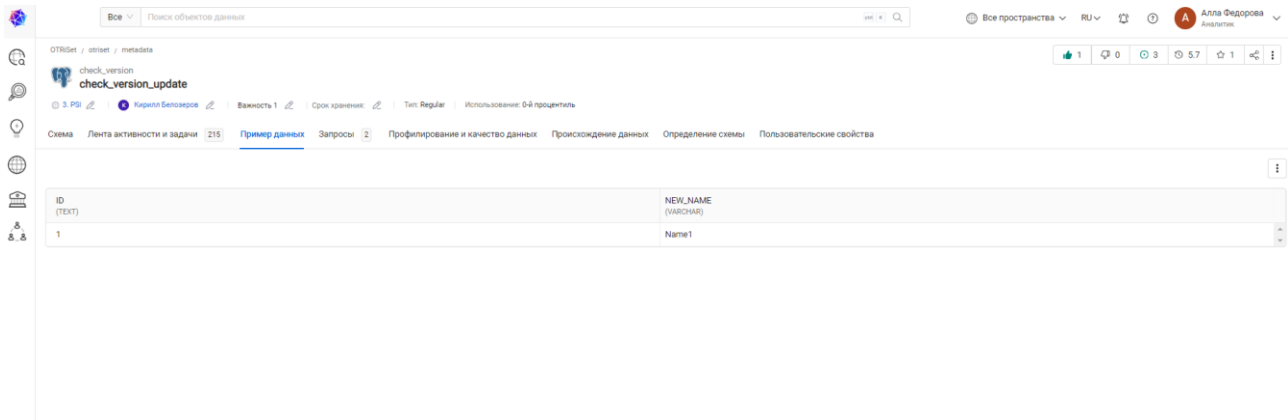 Все Поиск объектов данных Все пространства RU А Алла Федорова
Аналитик
OTRISet / otriset / metadata
1 0 3 5.7 1
check_version
check_version_update
3. PSI К Кирилл Белозеров Важность 1 Срок хранения: Тип: Regular Использование: 0-й процентиль
Схема Лента активности и задачи 215 Пример данных Запросы 2 Профилирование и качество данных Происхождение данных Определение схемы Пользовательские свойства
ID NEW_NAME
(TEXT) (VARCHAR)
1 Name1